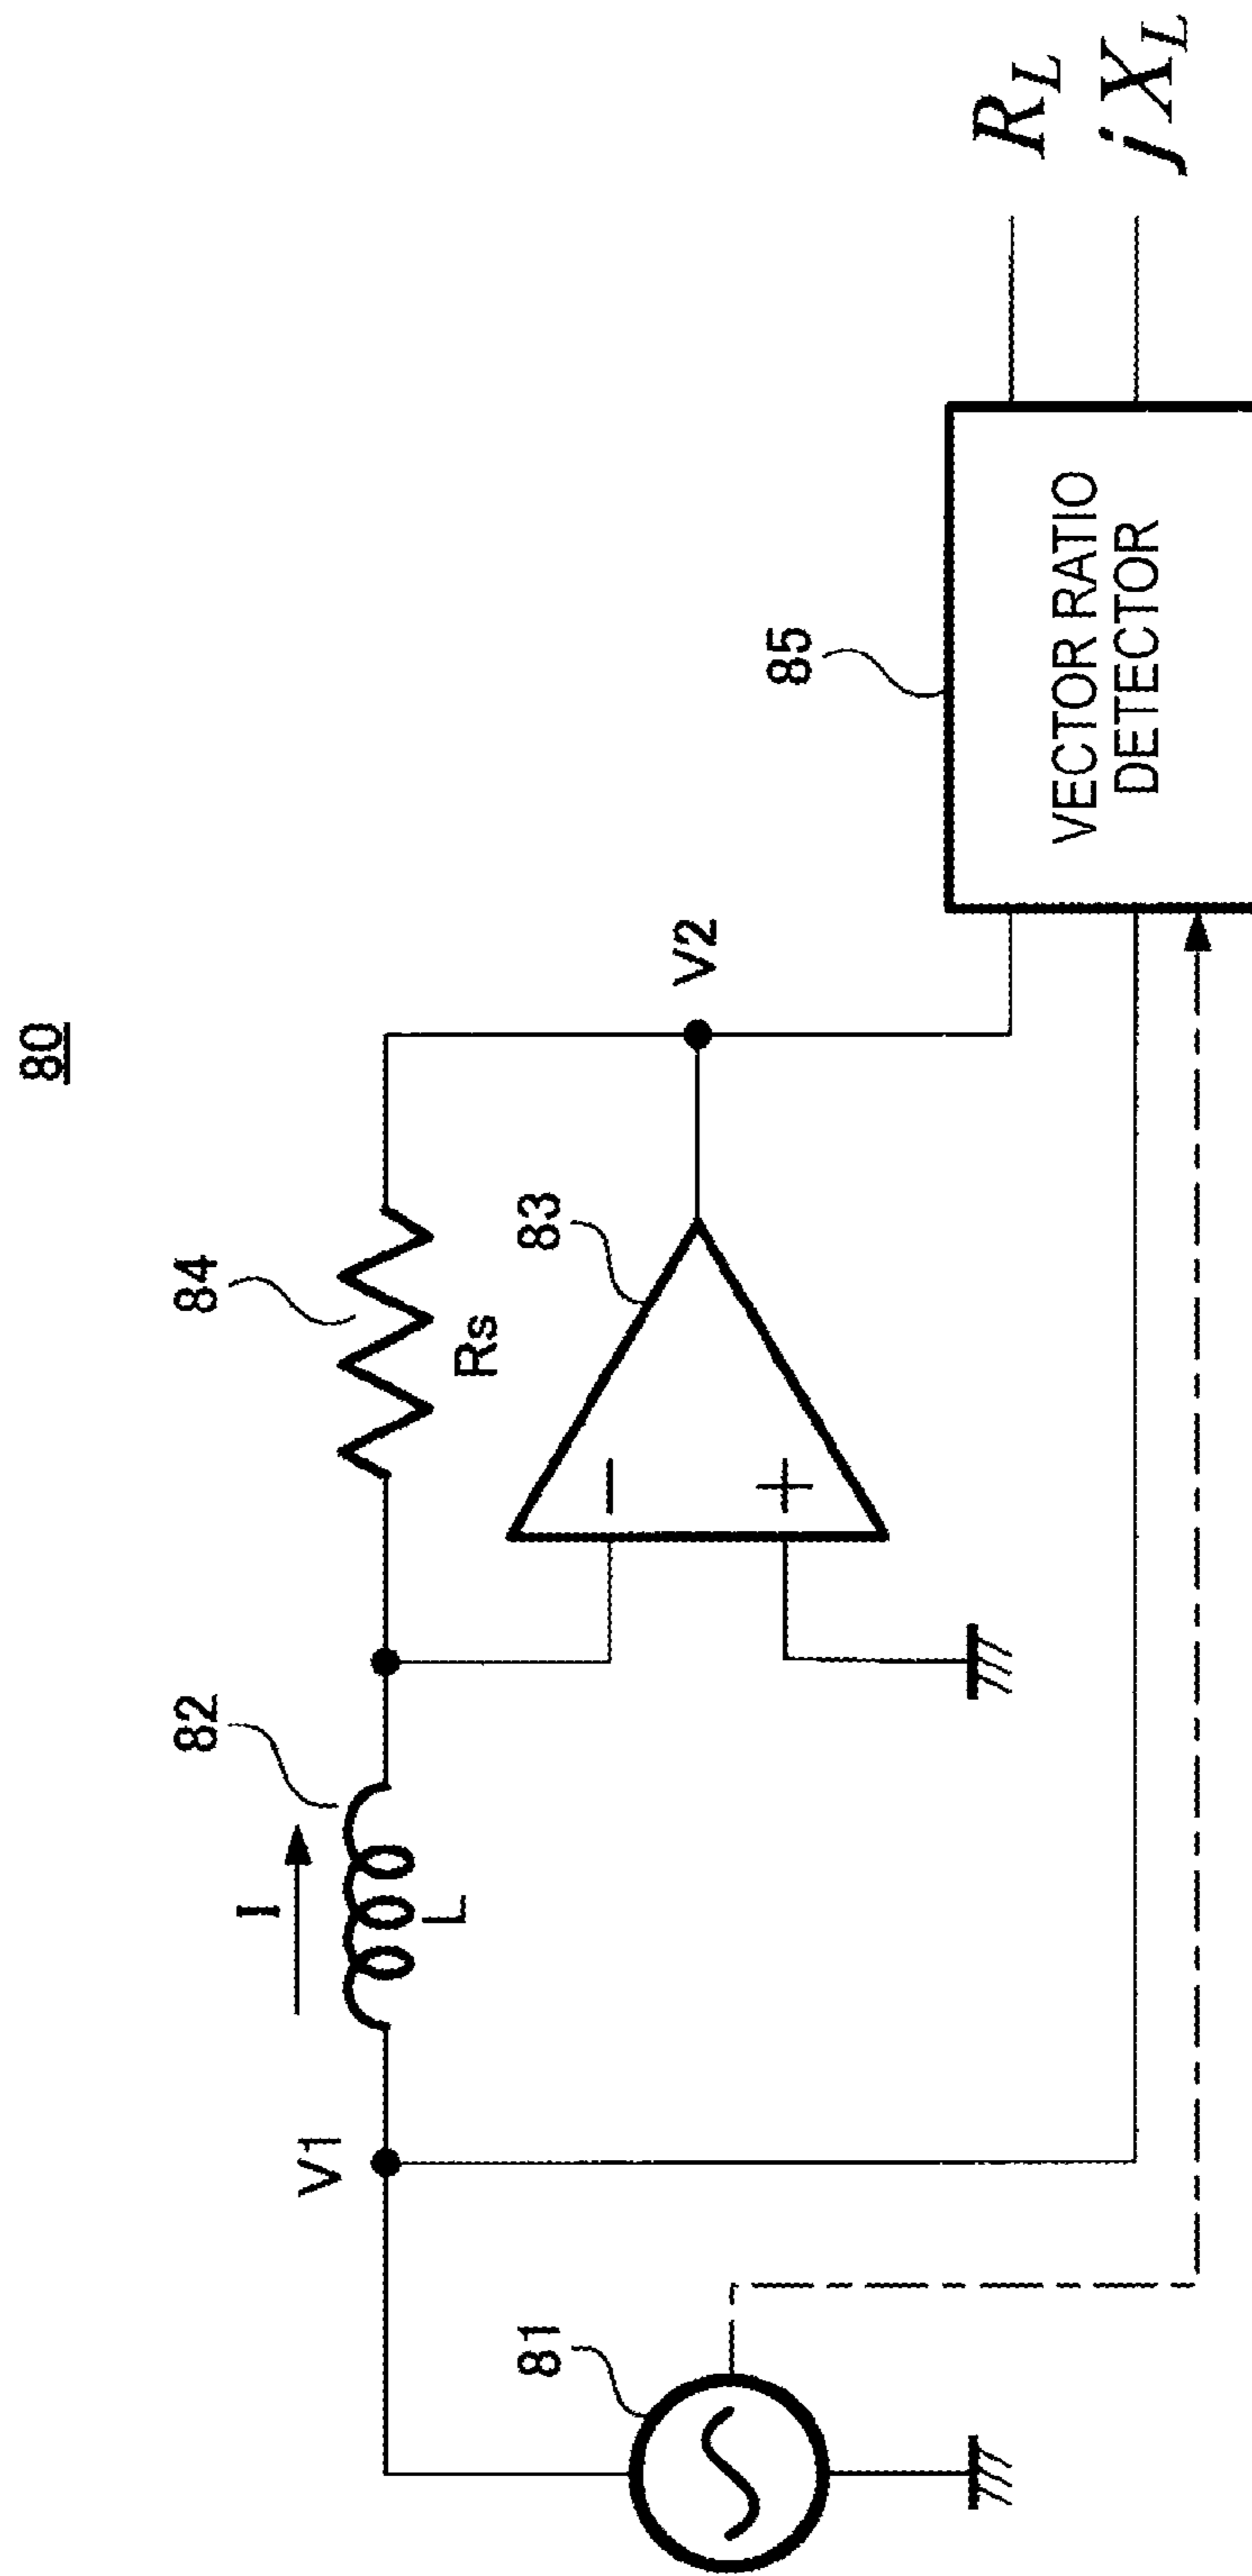 80
84
82
I
V1
L
Rs
83
V2
85
81
−
+
VECTOR RATIO
DETECTOR
R_L
jX_L